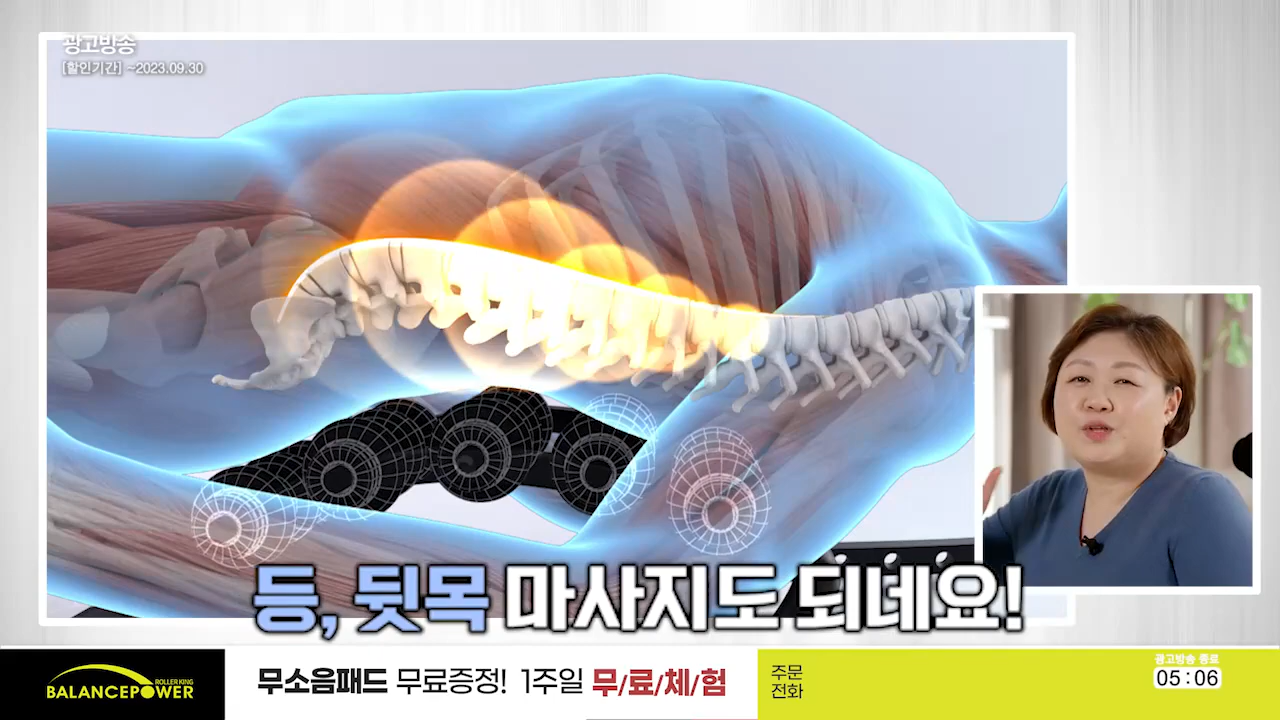 광고방송
[할인기간] ~2023.09.30
등, 뒷목 마사지도 되네요!
ROLLER KING
BALANCEPOWER
무소음패드 무료증정! 1주일 무/료/체/험
주문
전화
광고방송 종료
05:06